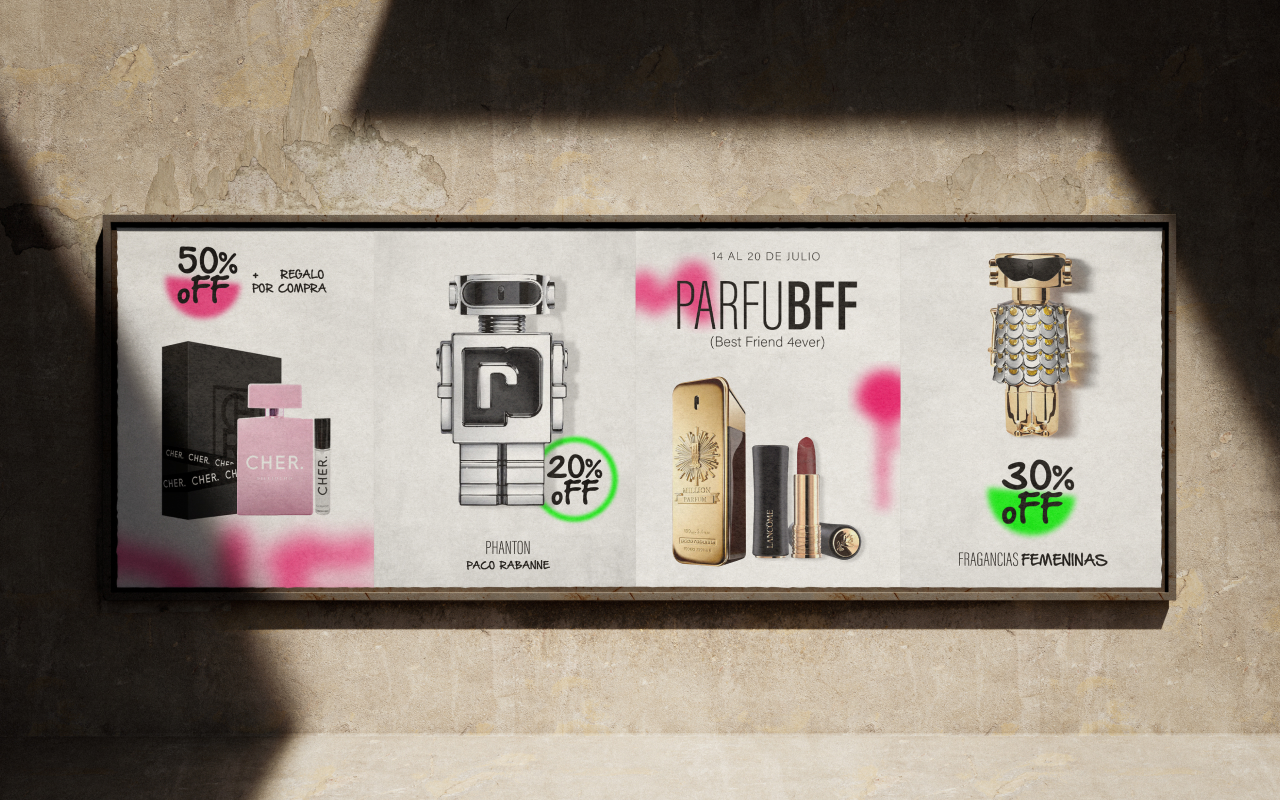 50%
OFF
+ REGALO
POR COMPRA
CHER. CHER. CHER.
CHER. CHER. CH
CHER.
CHER.
20%
OFF
PHANTON
PACO RABANNE
14 AL 20 DE JULIO
PARFUBFF
(Best Friend 4ever)
MILLION
PARFUM
LANCÔME
30%
OFF
FRAGANCIAS FEMENINAS